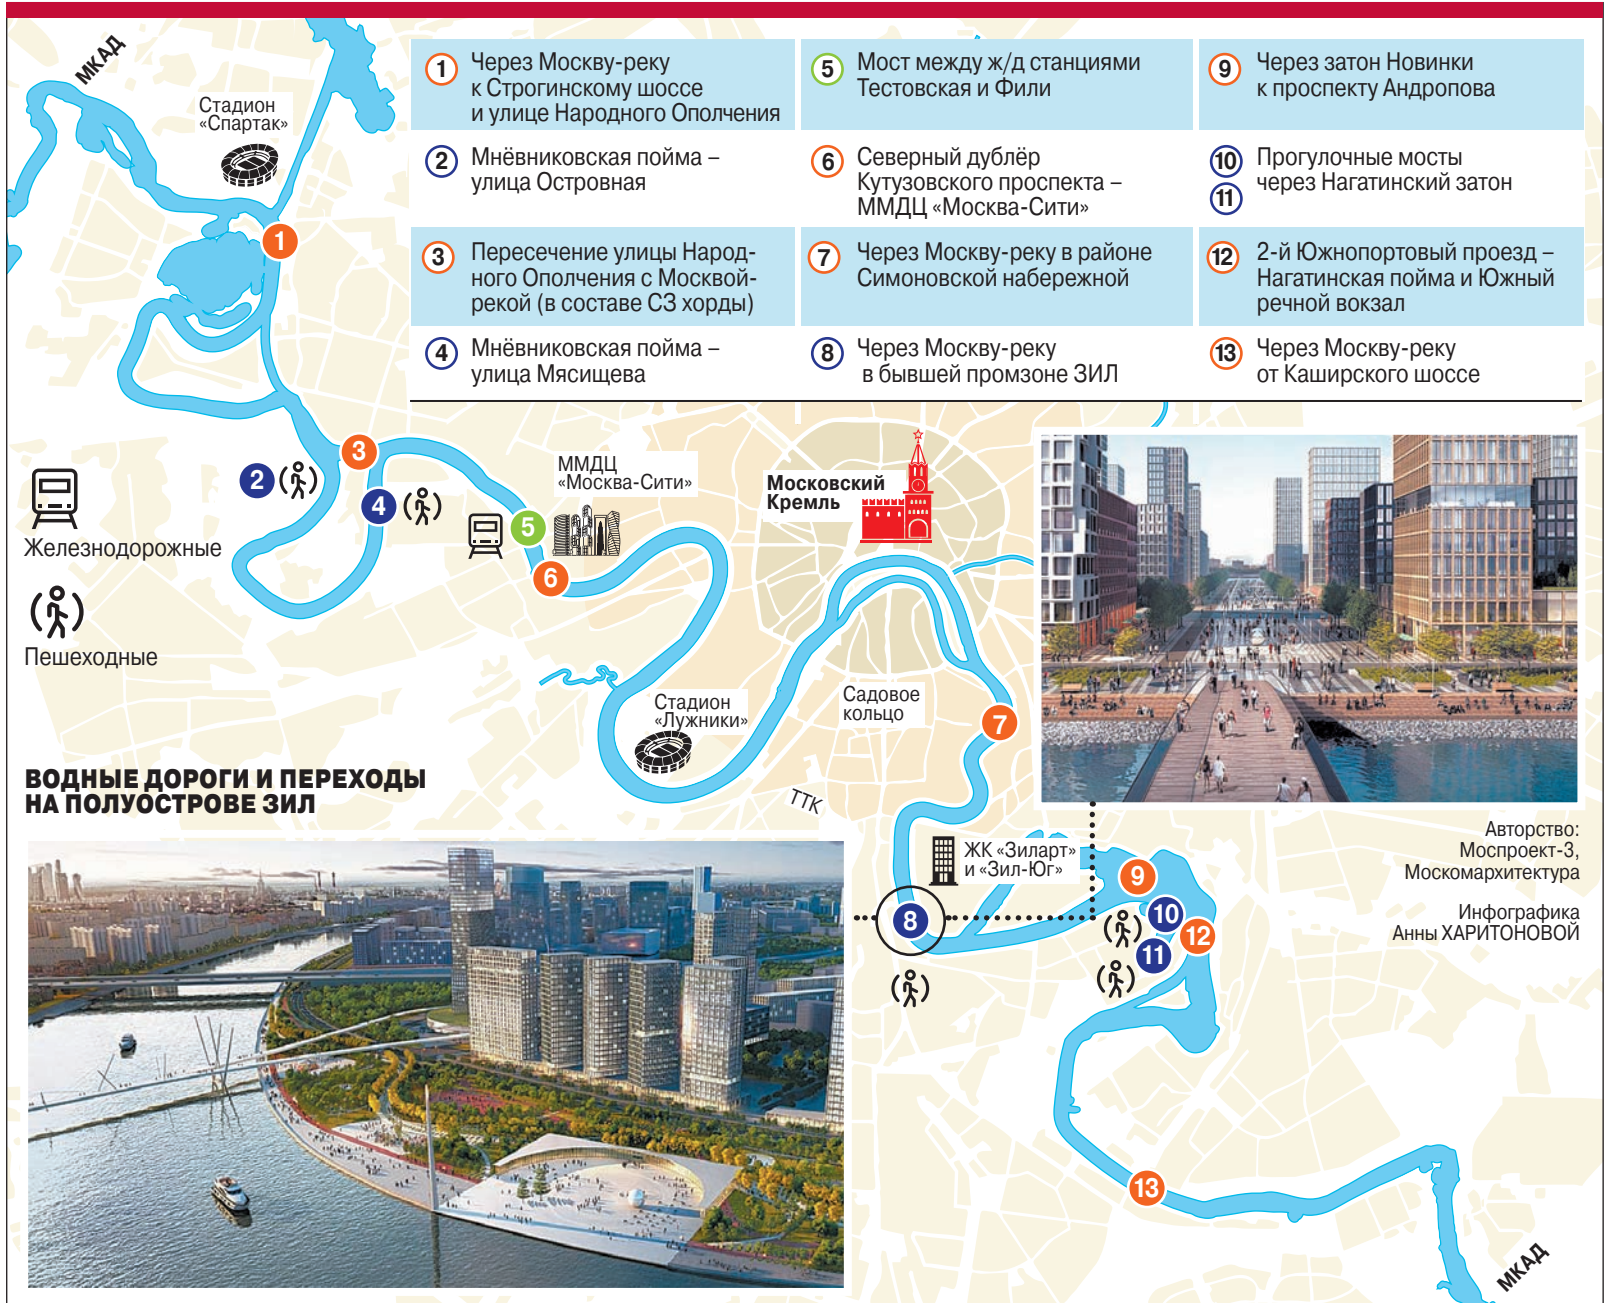 МКАД
Стадион
«Спартак»
1
Через Москву-реку
к Строгинскому шоссе
и улице Народного Ополчения
2
Мнёвниковская пойма –
улица Островная
3
Пересечение улицы Народ-
ного Ополчения с Москвой-
рекой (в составе СЗ хорды)
4
Мнёвниковская пойма –
улица Мясищева
5
Мост между ж/д станциями
Тестовская и Фили
6
Северный дублёр
Кутузовского проспекта –
ММДЦ «Москва-Сити»
7
Через Москву-реку в районе
Симоновской набережной
8
Через Москву-реку
в бывшей промзоне ЗИЛ
9
Через затон Новинки
к проспекту Андропова
10
11
Прогулочные мосты
через Нагатинский затон
12
2-й Южнопортовый проезд –
Нагатинская пойма и Южный
речной вокзал
13
Через Москву-реку
от Каширского шоссе
1
3
2
4
5
6
ММДЦ
«Москва-Сити»
Московский
Кремль
Железнодорожные
Пешеходные
Стадион
«Лужники»
Садовое
кольцо
7
ТТК
ВОДНЫЕ ДОРОГИ И ПЕРЕХОДЫ
НА ПОЛУОСТРОВЕ ЗИЛ
ЖК «Зиларт»
и «Зил-Юг»
8
9
10
11
12
13
Авторство:
Моспроект-3,
Москомархитектура
Инфографика
Анны ХАРИТОНОВОЙ
МКАД